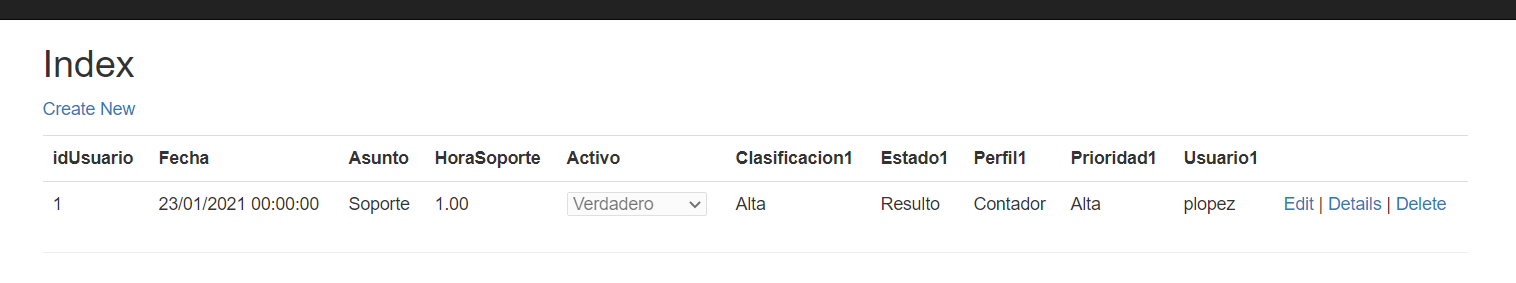 Index
Create New
idUsuario Fecha Asunto HoraSoporte Activo Clasificacion1 Estado1 Perfil1 Prioridad1 Usuario1
1 23/01/2021 00:00:00 Soporte 1.00 Verdadero Alta Resulto Contador Alta plopez Edit | Details | Delete